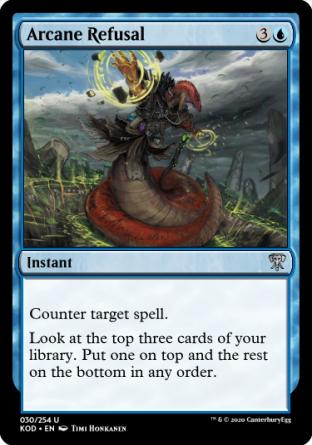 Arcane Refusal 3
Instant
Counter target spell.
Look at the top three cards of your
library. Put one on top and the rest
on the bottom in any order.
030/254 U
KOD • EN Timi Honkanen
™ & © 2020 CanterburyEgg